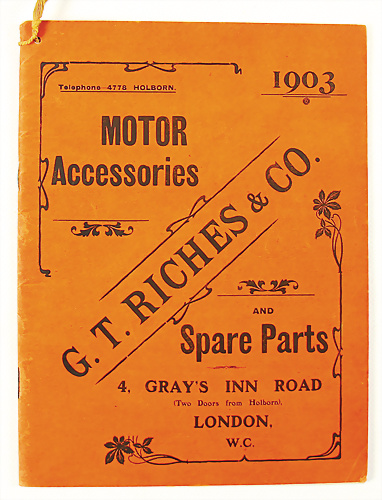 Telephone 4778 HOLBORN.
1903
MOTOR
Accessories
G. T. RICHES & CO.
AND
Spare Parts
4, GRAY'S INN ROAD
(Two Doors from Holborn),
LONDON,
W.C.